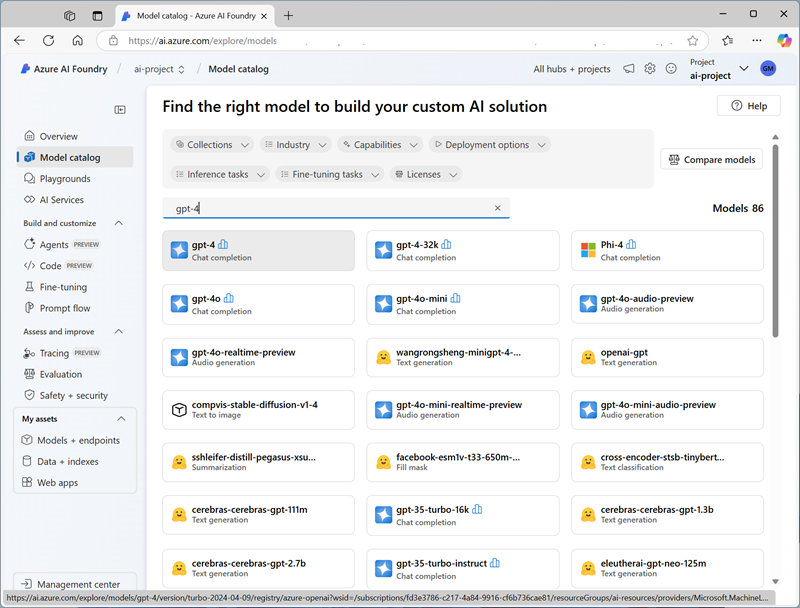 Model catalog - Azure AI Foundry
https://ai.azure.com/explore/models
Azure AI Foundry / ai-project / Model catalog
All hubs + projects
Project
ai-project
GM
Overview
Model catalog
Playgrounds
AI Services
Build and customize
Agents PREVIEW
Code PREVIEW
Fine-tuning
Prompt flow
Assess and improve
Tracing PREVIEW
Evaluation
Safety + security
My assets
Models + endpoints
Data + indexes
Web apps
Management center
Find the right model to build your custom AI solution
Help
Collections
Industry
Capabilities
Deployment options
Inference tasks
Fine-tuning tasks
Licenses
Compare models
gpt-4
Models 86
gpt-4
Chat completion
gpt-4-32k
Chat completion
Phi-4
Chat completion
gpt-4o
Chat completion
gpt-4o-mini
Chat completion
gpt-4o-audio-preview
Audio generation
gpt-4o-realtime-preview
Audio generation
wangrongsheng-minigpt-4-...
Text generation
openai-gpt
Text generation
compvis-stable-diffusion-v1-4
Text to image
gpt-4o-mini-realtime-preview
Audio generation
gpt-4o-mini-audio-preview
Audio generation
sshleifer-distill-pegasus-xsu...
Summarization
facebook-esm1v-t33-650m-...
Fill mask
cross-encoder-stsb-tinybert...
Text classification
cerebras-cerebras-gpt-111m
Text generation
gpt-35-turbo-16k
Chat completion
cerebras-cerebras-gpt-1.3b
Text generation
cerebras-cerebras-gpt-2.7b
Text generation
gpt-35-turbo-instruct
Chat completion
eleutherai-gpt-neo-125m
Text generation
https://ai.azure.com/explore/models/gpt-4/version/turbo-2024-04-09/registry/azure-openai?wsid=/subscriptions/fd3e3786-c217-4a84-9916-cf6b736cae81/resourceGroups/ai-resources/providers/Microsoft.MachineL...